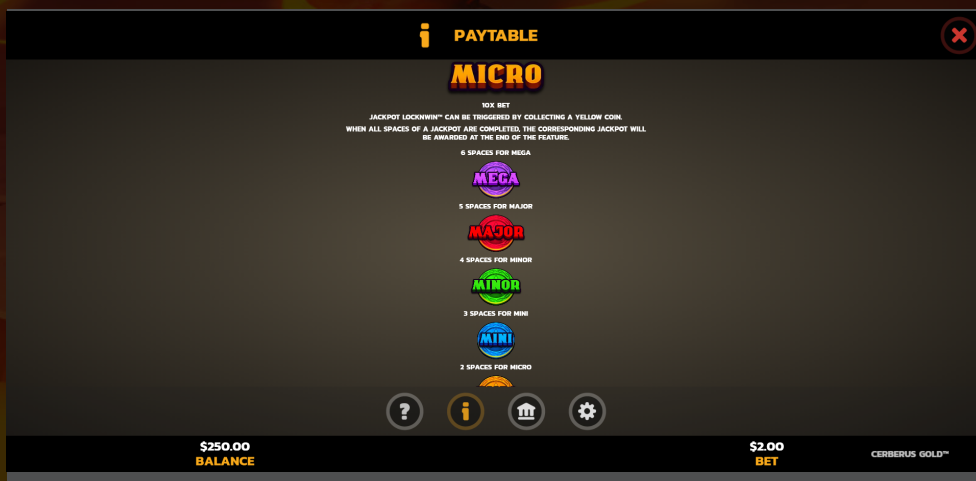 PAYTABLE
MICRO
10X BET
JACKPOT LOCKNWIN™ CAN BE TRIGGERED BY COLLECTING A YELLOW COIN.
WHEN ALL SPACES OF A JACKPOT ARE COMPLETED, THE CORRESPONDING JACKPOT WILL
BE AWARDED AT THE END OF THE FEATURE.
6 SPACES FOR MEGA
MEGA
5 SPACES FOR MAJOR
MAJOR
4 SPACES FOR MINOR
MINOR
3 SPACES FOR MINI
MINI
2 SPACES FOR MICRO
$250.00
BALANCE
$2.00
BET
CERBERUS GOLD™